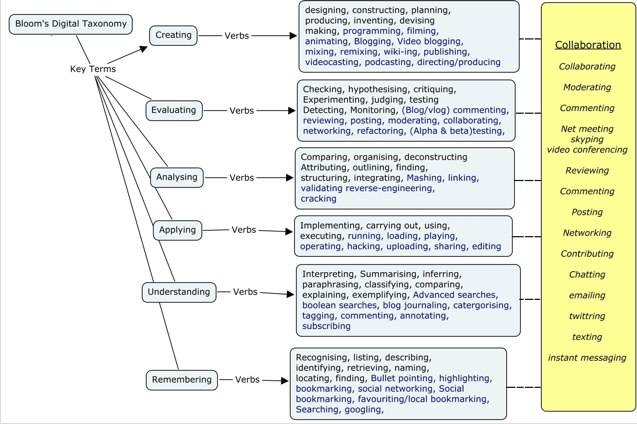 Bloom's Digital Taxonomy
Key Terms
Creating
Verbs
designing, constructing, planning,
producing, inventing, devising
making, programming, filming,
animating, Blogging, Video blogging,
mixing, remixing, wiki-ing, publishing,
videocasting, podcasting, directing/producing
Evaluating
Verbs
Checking, hypothesising, critiquing,
Experimenting, judging, testing
Detecting, Monitoring, (Blog/vlog) commenting,
reviewing, posting, moderating, collaborating,
networking, refactoring, (Alpha & beta)testing,
Analysing
Verbs
Comparing, organising, deconstructing
Attributing, outlining, finding,
structuring, integrating, Mashing, linking,
validating reverse-engineering,
cracking
Applying
Verbs
Implementing, carrying out, using,
executing, running, loading, playing,
operating, hacking, uploading, sharing, editing
Understanding
Verbs
Interpreting, Summarising, inferring,
paraphrasing, classifying, comparing,
explaining, exemplifying, Advanced searches,
boolean searches, blog journaling, catergorising,
tagging, commenting, annotating,
subscribing
Remembering
Verbs
Recognising, listing, describing,
identifying, retrieving, naming,
locating, finding, Bullet pointing, highlighting,
bookmarking, social networking, Social
bookmarking, favouriting/local bookmarking,
Searching, googling,
Collaboration
Collaborating
Moderating
Commenting
Net meeting
skyping
video conferencing
Reviewing
Commenting
Posting
Networking
Contributing
Chatting
emailing
twittring
texting
instant messaging